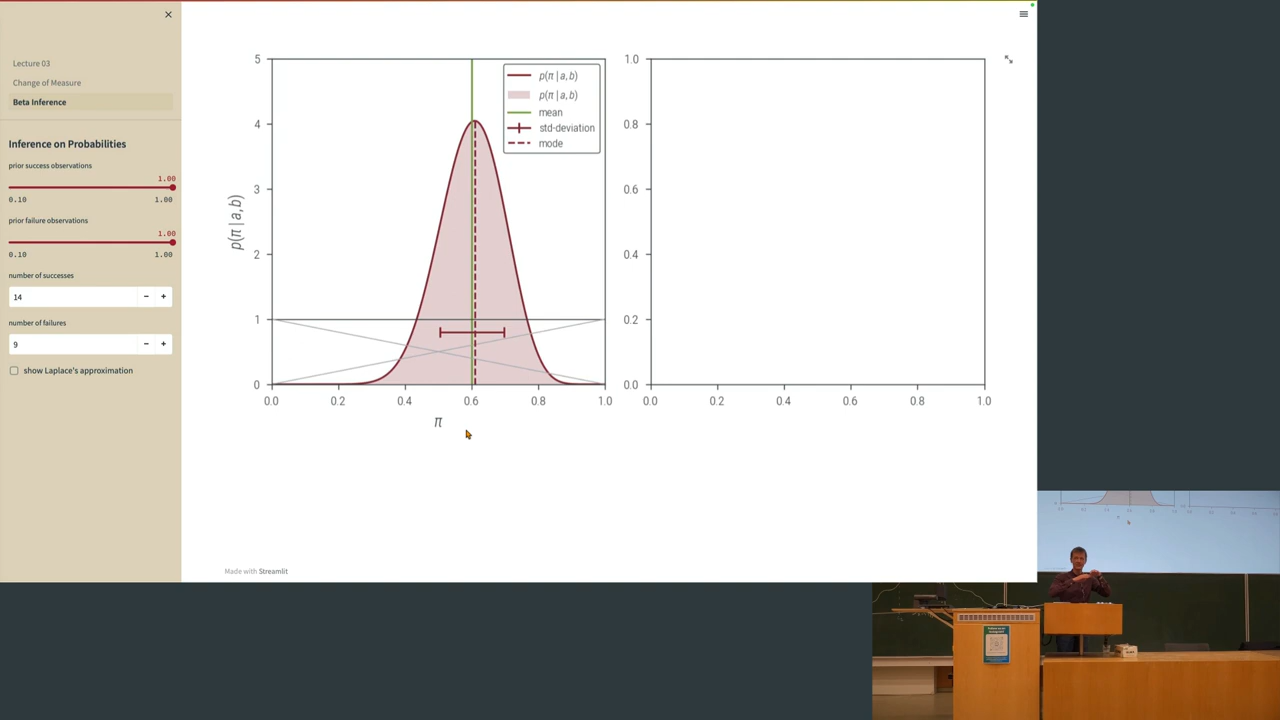 Lecture 03
Change of Measure
Beta Inference
Inference on Probabilities
prior success observations
1.00
0.10 1.00
prior failure observations
1.00
0.10 1.00
number of successes
14
number of failures
9
show Laplace's approximation
5
4
3
2
1
0
0.0 0.2 0.4 0.6 0.8 1.0
π
p(π | a, b)
p(π | a, b)
p(π | a, b)
mean
std-deviation
mode
1.0
0.8
0.6
0.4
0.2
0.0
0.0 0.2 0.4 0.6 0.8 1.0
Made with Streamlit